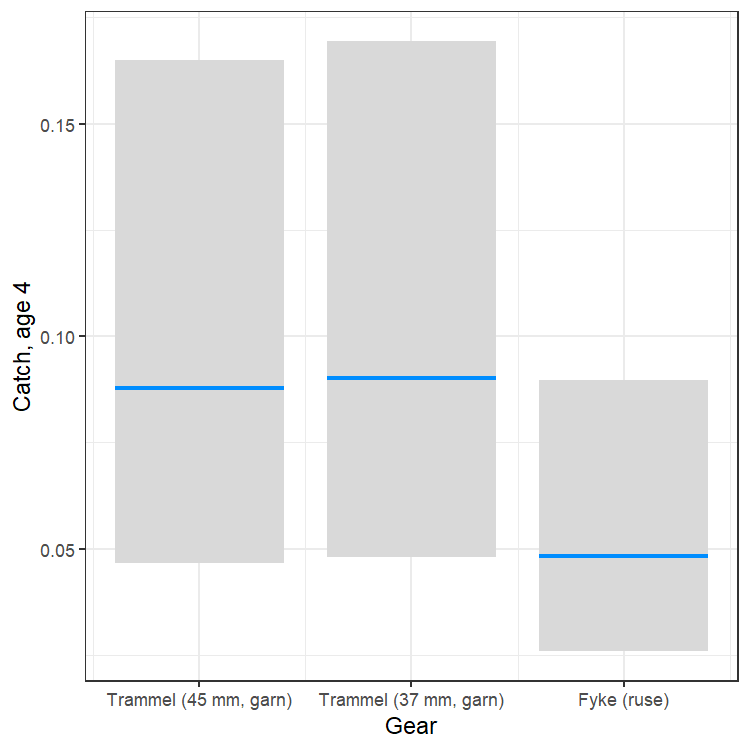 Catch, age 4
0.15
0.10
0.05
Trammel (45 mm, garn) Trammel (37 mm, garn) Fyke (ruse)
Gear